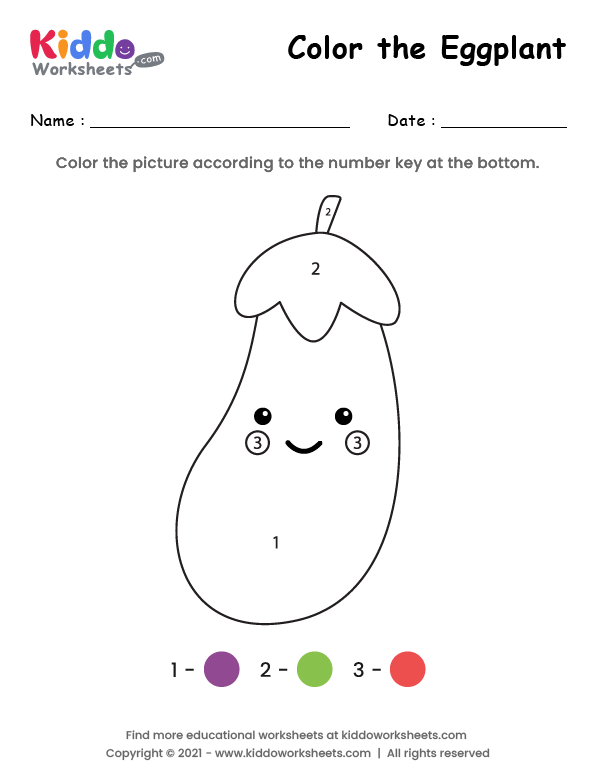 Kiddo
Worksheets .com
Color the Eggplant
Name : Date :
Color the picture according to the number key at the bottom.
2
2
3 3
1
1 - 2 - 3 -
Find more educational worksheets at kiddoworksheets.com
Copyright © 2021 - www.kiddoworksheets.com | All rights reserved